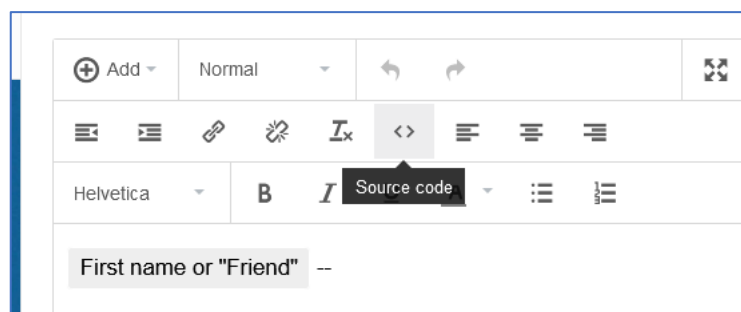 Add Normal
Source code
Helvetica B I A
First name or "Friend" --